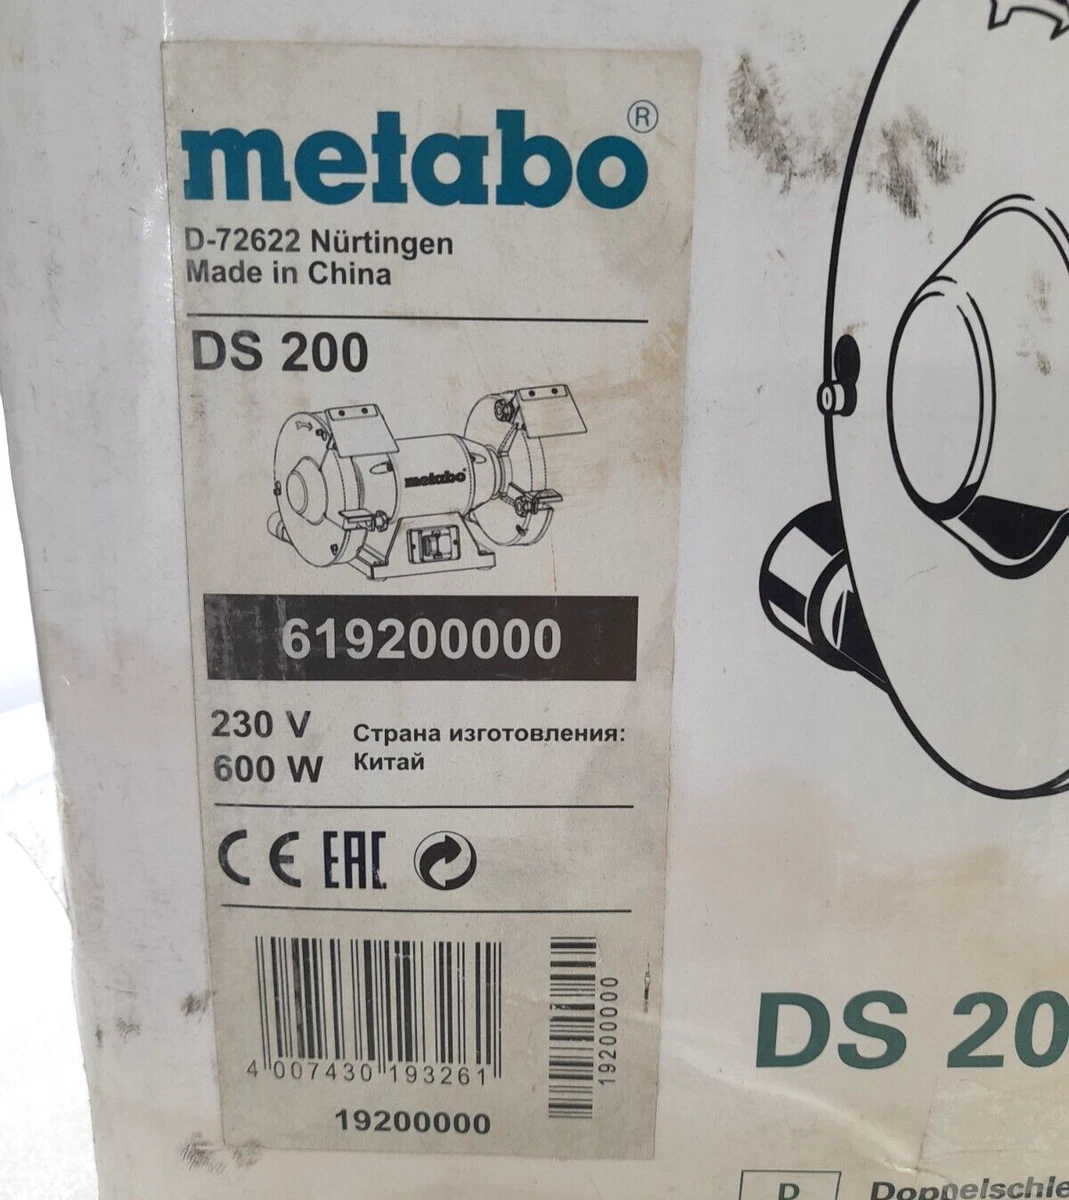 metabo®
D-72622 Nürtingen
Made in China
DS 200
metabo
619200000
230 V
600 W
Страна изготовления:
Китай
CE EAC
4 007430 193261
19200000
19200000
DS 20
D